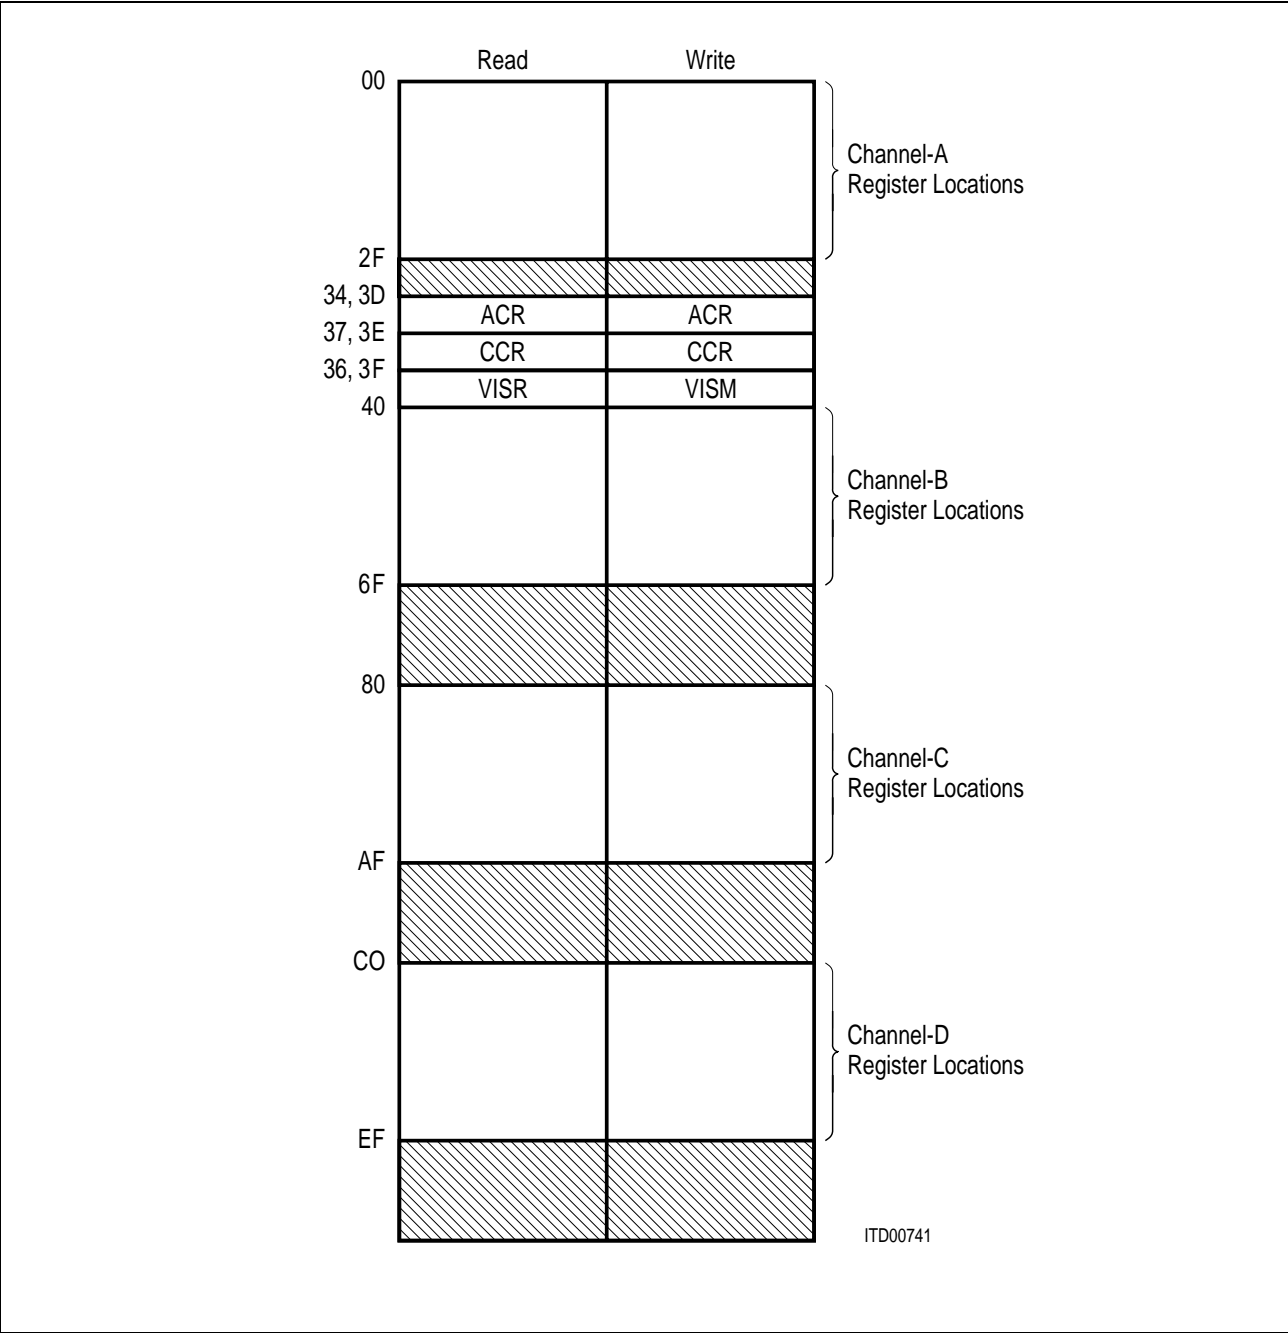 Read Write
00
Channel-A
Register Locations
2F
34, 3D
ACR ACR
37, 3E
CCR CCR
36, 3F
VISR VISM
40
Channel-B
Register Locations
6F
80
Channel-C
Register Locations
AF
CO
Channel-D
Register Locations
EF
ITD00741